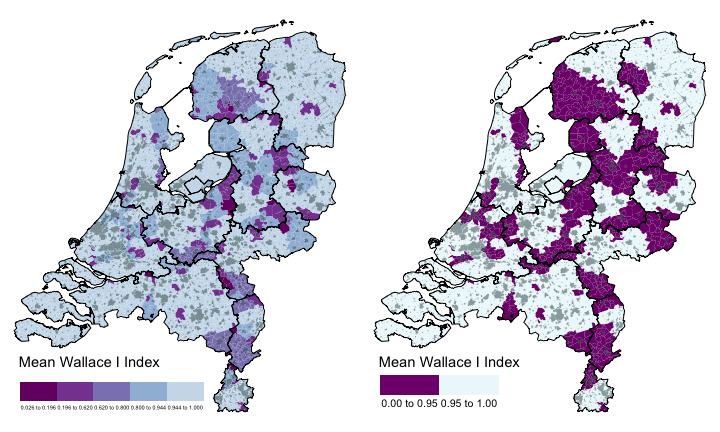 Mean Wallace I Index
0.026 to 0.196 0.196 to 0.620 0.620 to 0.800 0.800 to 0.944 0.944 to 1.000
Mean Wallace I Index
0.00 to 0.95 0.95 to 1.00